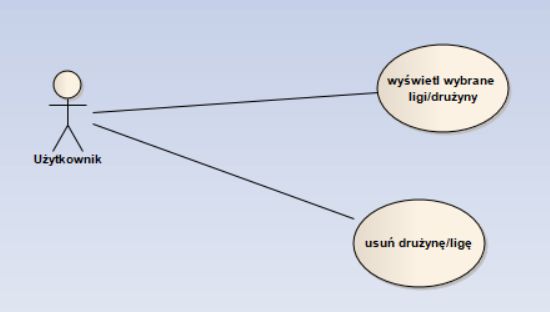 wyświetl wybrane
ligi/drużyny
Użytkownik
usuń drużynę/ligę